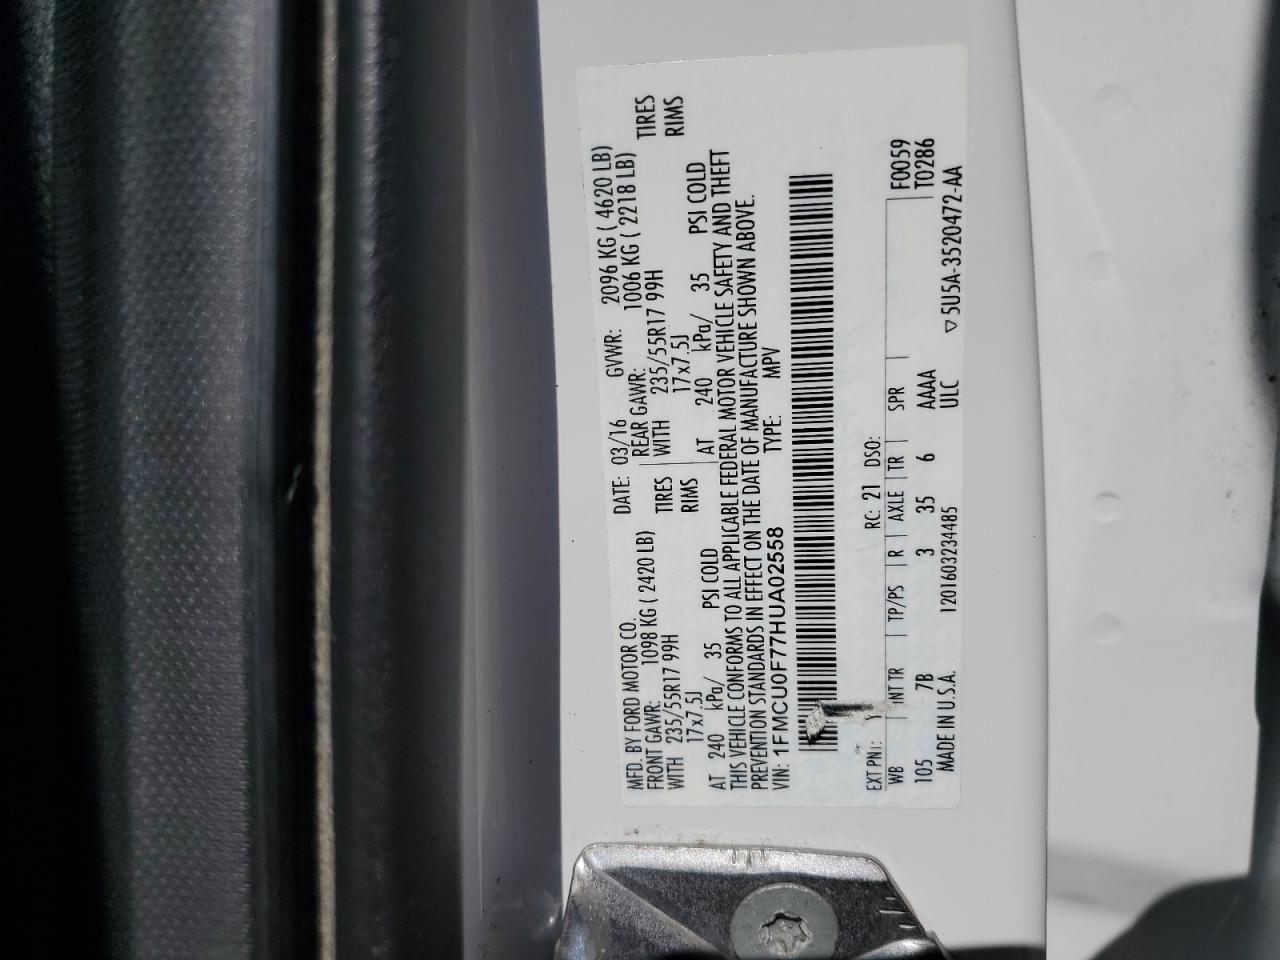 MFD. BY FORD MOTOR CO. DATE: 03/16 GVWR: 2096 KG ( 4620 LB)
FRONT GAWR: 1098 KG ( 2420 LB) REAR GAWR: 1006 KG ( 2218 LB)
WITH 235/55R17 99H TIRES WITH 235/55R17 99H TIRES
17x7.5J RIMS 17x7.5J RIMS
AT 240 kPa/ 35 PSI COLD AT 240 kPa/ 35 PSI COLD
THIS VEHICLE CONFORMS TO ALL APPLICABLE FEDERAL MOTOR VEHICLE SAFETY AND THEFT
PREVENTION STANDARDS IN EFFECT ON THE DATE OF MANUFACTURE SHOWN ABOVE.
VIN: 1FMCU0F77HUA02558 TYPE: MPV
EXT PNT: RC: 21 DSO: F0059
WB INT TR TP/PS R AXLE TR SPR T0286
105 7B 3 35 6 AAAA
MADE IN U.S.A. 1201603234485 ULC ▽5U5A-3520472-AA